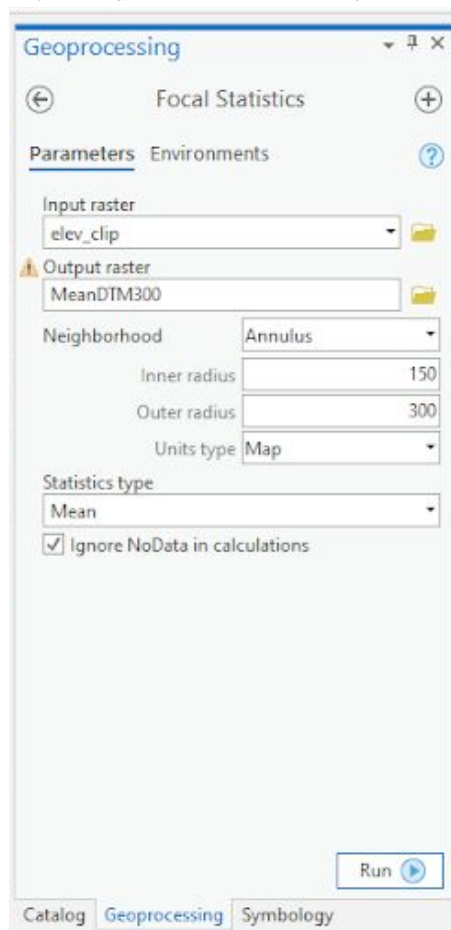 Geoprocessing
Focal Statistics
Parameters Environments
Input raster
elev_clip
Output raster
MeanDTM300
Neighborhood Annulus
Inner radius 150
Outer radius 300
Units type Map
Statistics type
Mean
Ignore NoData in calculations
Run
Catalog Geoprocessing Symbology